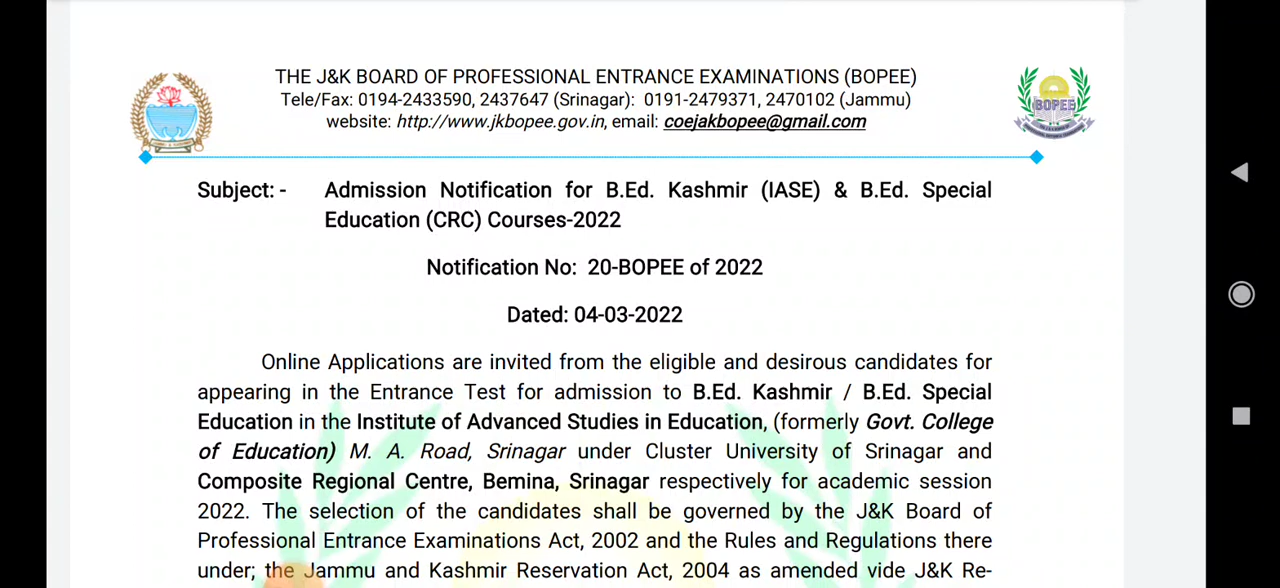 THE J&K BOARD OF PROFESSIONAL ENTRANCE EXAMINATIONS (BOPEE)
Tele/Fax: 0194-2433590, 2437647 (Srinagar): 0191-2479371, 2470102 (Jammu)
website: http://www.jkbopee.gov.in, email: coejakbopee@gmail.com
BOPEE
Subject: - Admission Notification for B.Ed. Kashmir (IASE) & B.Ed. Special
Education (CRC) Courses-2022
Notification No: 20-BOPEE of 2022
Dated: 04-03-2022
Online Applications are invited from the eligible and desirous candidates for
appearing in the Entrance Test for admission to B.Ed. Kashmir / B.Ed. Special
Education in the Institute of Advanced Studies in Education, (formerly Govt. College
of Education) M. A. Road, Srinagar under Cluster University of Srinagar and
Composite Regional Centre, Bemina, Srinagar respectively for academic session
2022. The selection of the candidates shall be governed by the J&K Board of
Professional Entrance Examinations Act, 2002 and the Rules and Regulations there
under; the Jammu and Kashmir Reservation Act, 2004 as amended vide J&K Re-